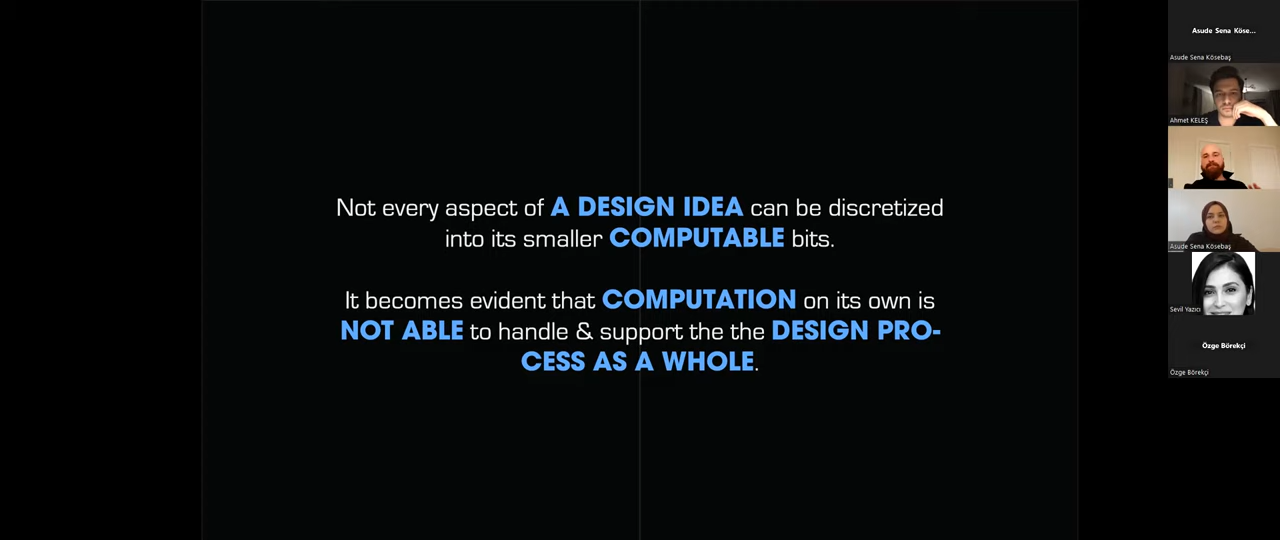 Not every aspect of A DESIGN IDEA can be discretized
into its smaller COMPUTABLE bits.
It becomes evident that COMPUTATION on its own is
NOT ABLE to handle & support the the DESIGN PRO-
CESS AS A WHOLE.
Asude Sena Köse...
Asude Sena Kösebaş
Ahmet KELEŞ
Asude Sena Kösebaş
Sevil Yazıcı
Özge Börekçi
Özge Börekçi